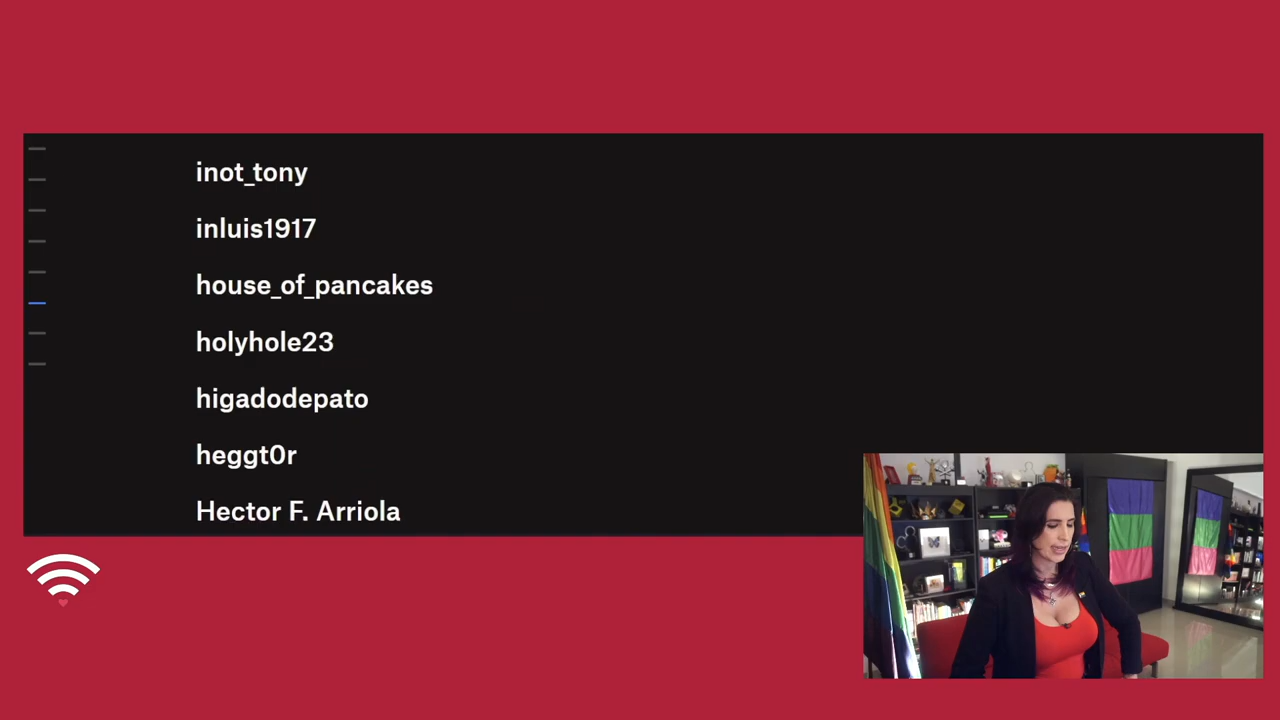 inot_tony
inluis1917
house_of_pancakes
holyhole23
higadodepato
heggt0r
Hector F. Arriola